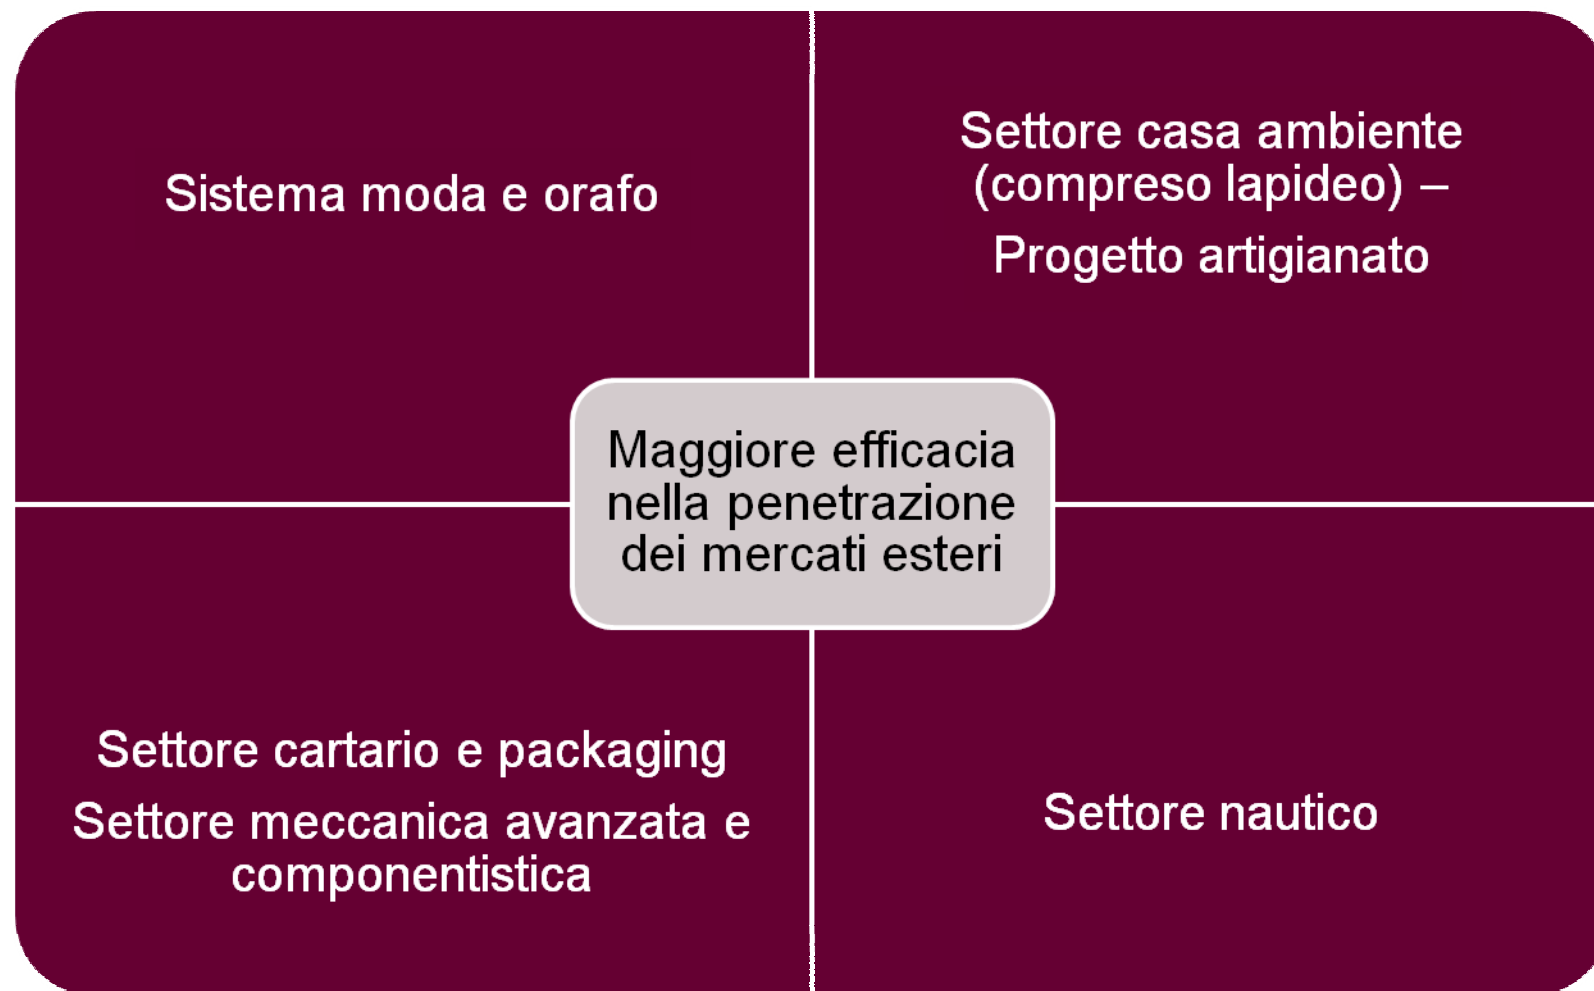 Sistema moda e orafo
Settore casa ambiente
(compreso lapideo) –
Progetto artigianato
Maggiore efficacia
nella penetrazione
dei mercati esteri
Settore cartario e packaging
Settore meccanica avanzata e
componentistica
Settore nautico